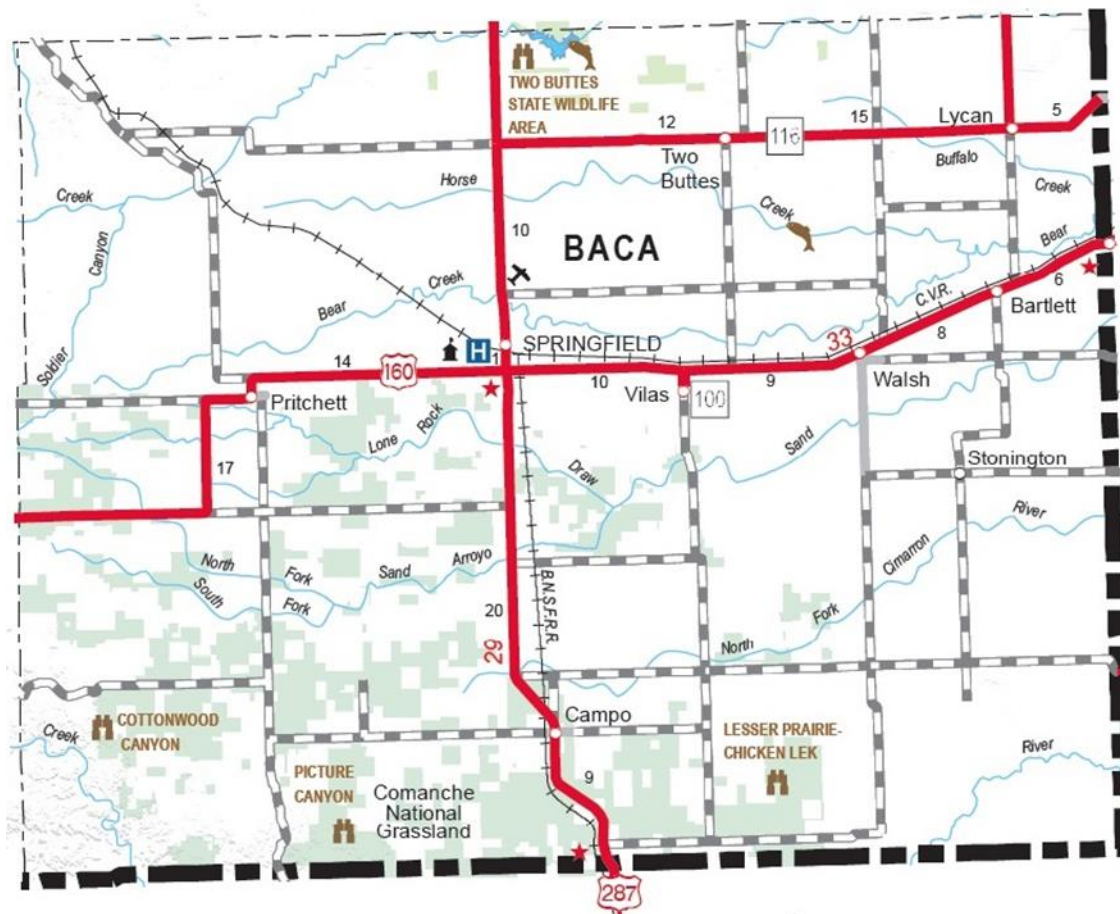 TWO BUTTES
STATE WILDLIFE
AREA
12
116
15
Lycan
5
Two
Buttes
Buffalo
Creek
Creek
Horse
Creek
Canyon
Soldier
10
BACA
Bear
6
Bear
Creek
C.V.R.
Bartlett
8
33
H
SPRINGFIELD
1
14
160
10
9
Walsh
Vilas
100
Pritchett
Lone
Rock
Draw
Sand
Stonington
17
River
Cimarron
Fork
North
North
Fork
Sand
Arroyo
South
Fork
B.N.S.F.R.R.
20
29
Campo
COTTONWOOD
CANYON
Creek
LESSER PRAIRIE-
CHICKEN LEK
River
PICTURE
CANYON
Comanche
National
Grassland
9
287